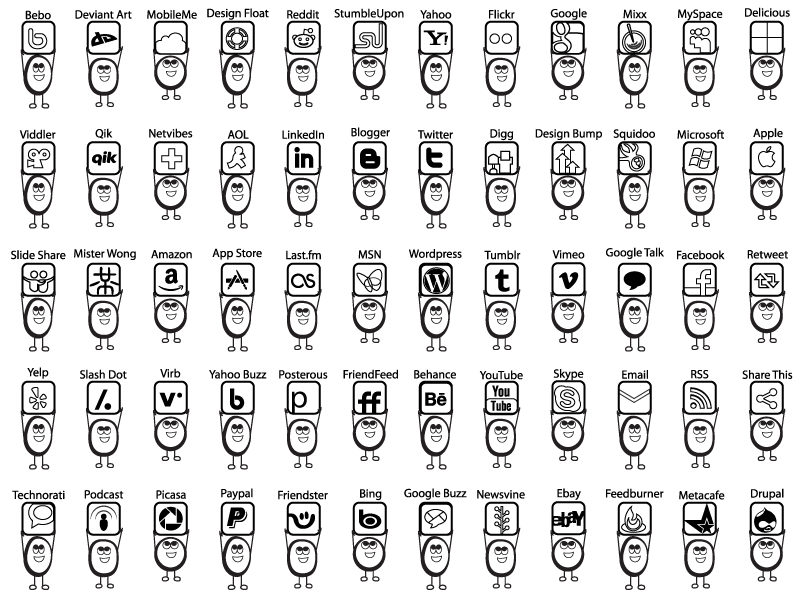 Bebo Deviant Art MobileMe Design Float Reddit StumbleUpon Yahoo Flickr Google Mixx MySpace Delicious
Y!
Viddler Qik Netvibes AOL LinkedIn Blogger Twitter Digg Design Bump Squidoo Microsoft Apple
qik in B t
Slide Share Mister Wong Amazon App Store Last.fm MSN Wordpress Tumblr Vimeo Google Talk Facebook Retweet
a as W t v f
Yelp Slash Dot Virb Yahoo Buzz Posterous FriendFeed Behance YouTube Skype Email RSS Share This
/. v b p ff Bē You Tube S
Technorati Podcast Picasa Paypal Friendster Bing Google Buzz Newsvine Ebay Feedburner Metacafe Drupal
P b ebaY